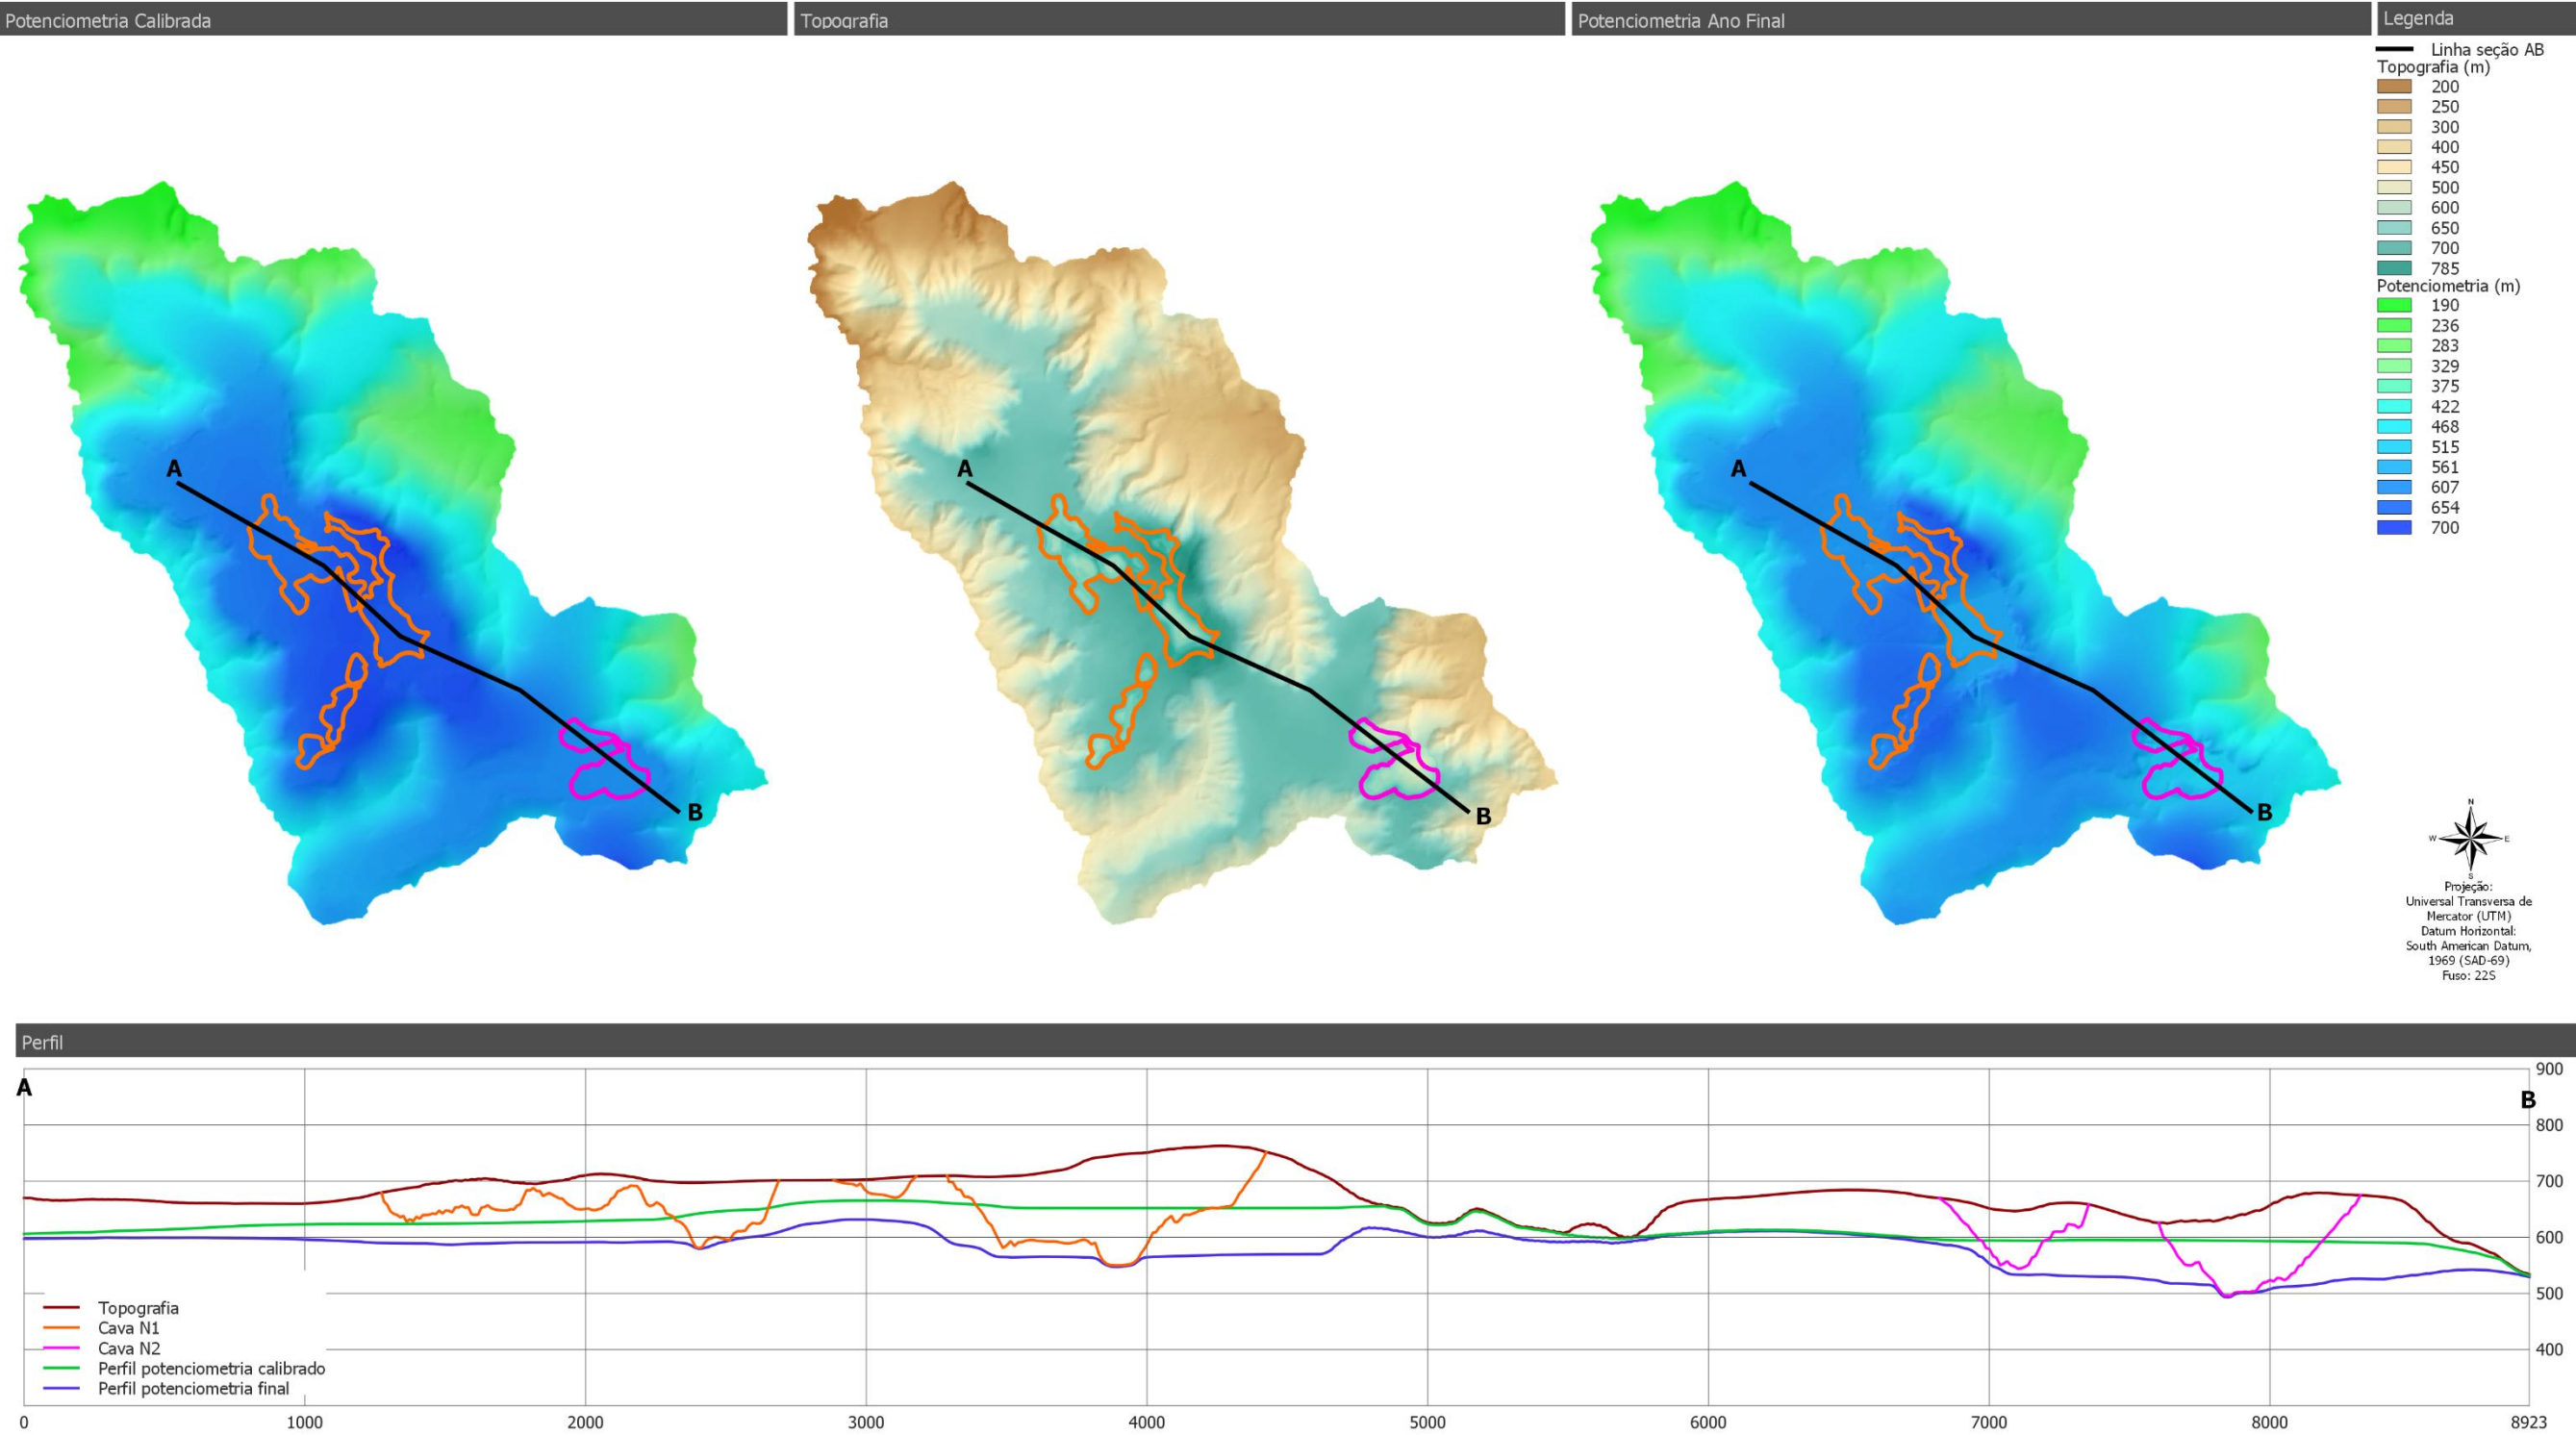 Potenciometria Calibrada
Topografia
Potenciometria Ano Final
Legenda
Linha seção AB
Topografia (m)
200
250
300
400
450
500
600
650
700
785
Potenciometria (m)
190
236
283
329
375
422
468
515
561
607
654
700
A
B
A
B
A
B
N
W
E
S
Projeção:
Universal Transversa de
Mercator (UTM)
Datum Horizontal:
South American Datum,
1969 (SAD-69)
Fuso: 22S
Perfil
A
B
900
800
700
600
500
400
Topografia
Cava N1
Cava N2
Perfil potenciometria calibrado
Perfil potenciometria final
0
1000
2000
3000
4000
5000
6000
7000
8000
8923